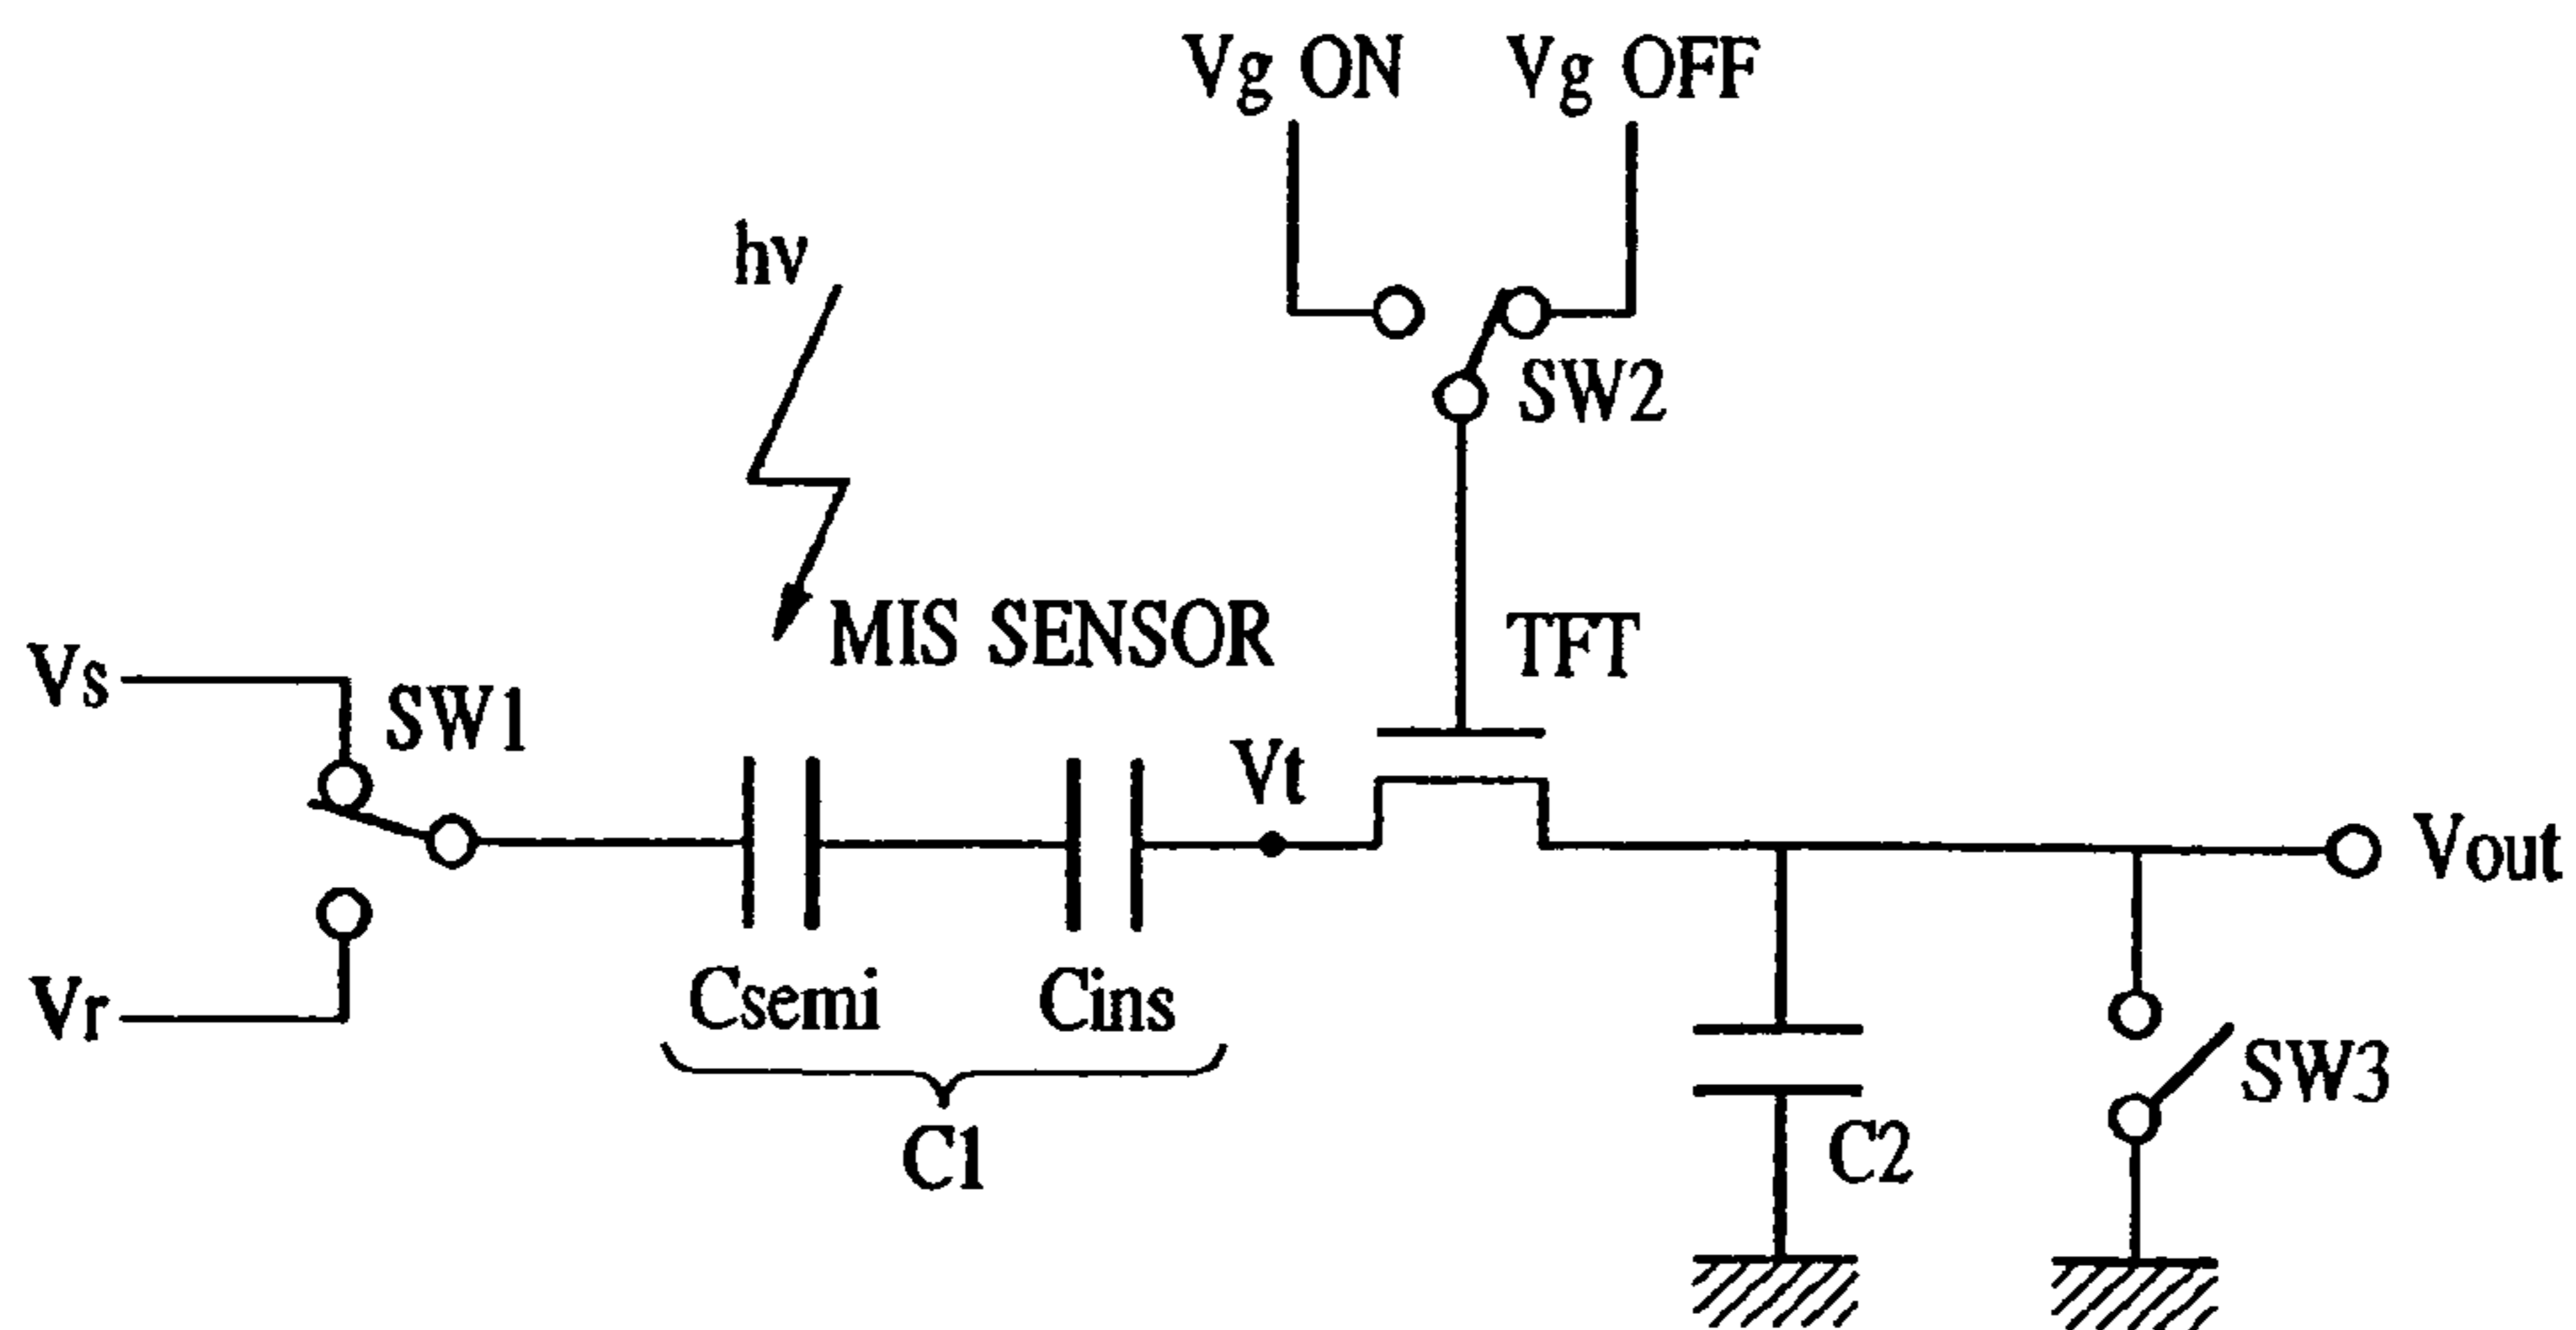 Vg ON
Vg OFF
hν
SW2
MIS SENSOR
TFT
Vs
SW1
Vt
Vout
Vr
Csemi
Cins
SW3
C1
C2